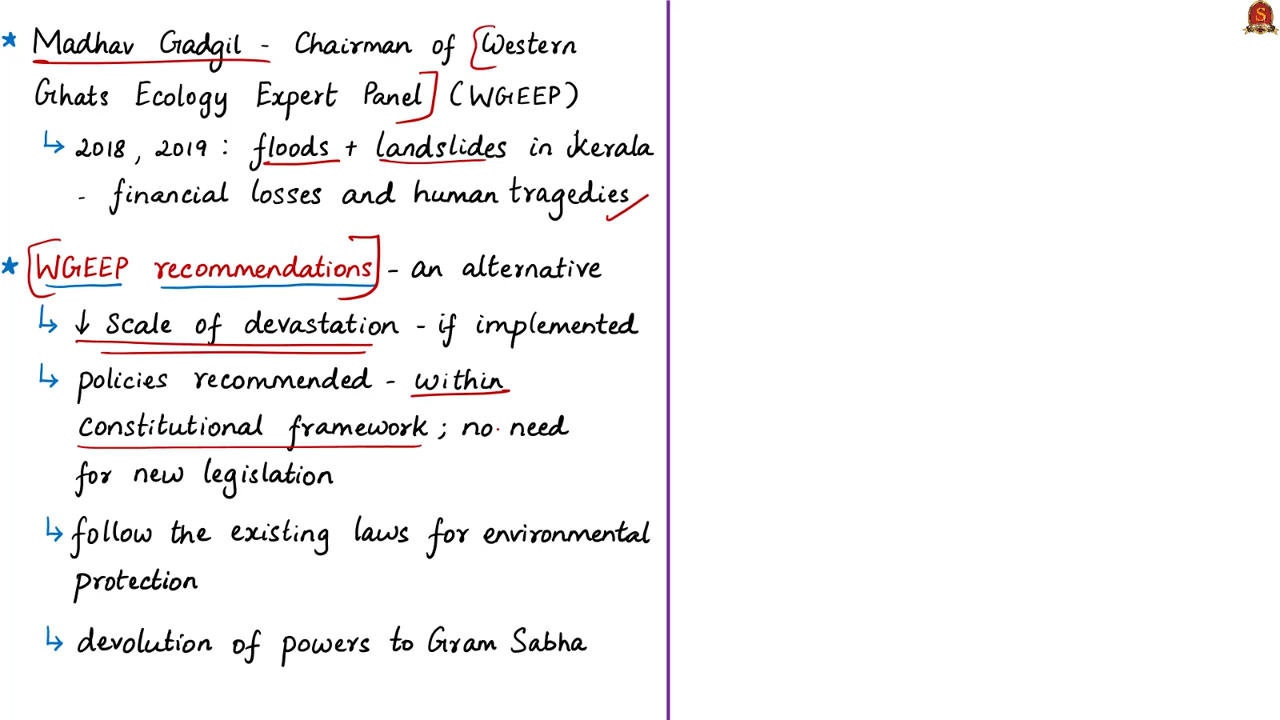 * Madhav Gadgil - Chairman of [Western
Ghats Ecology Expert Panel] (WGEEP)
↳ 2018, 2019 : floods + landslides in Kerala
- financial losses and human tragedies ✓
* [WGEEP recommendations] - an alternative
↳ ↓ Scale of devastation - if implemented
↳ policies recommended - within
constitutional framework ; no need
for new legislation
↳ follow the existing laws for environmental
protection
↳ devolution of powers to Gram Sabha
S